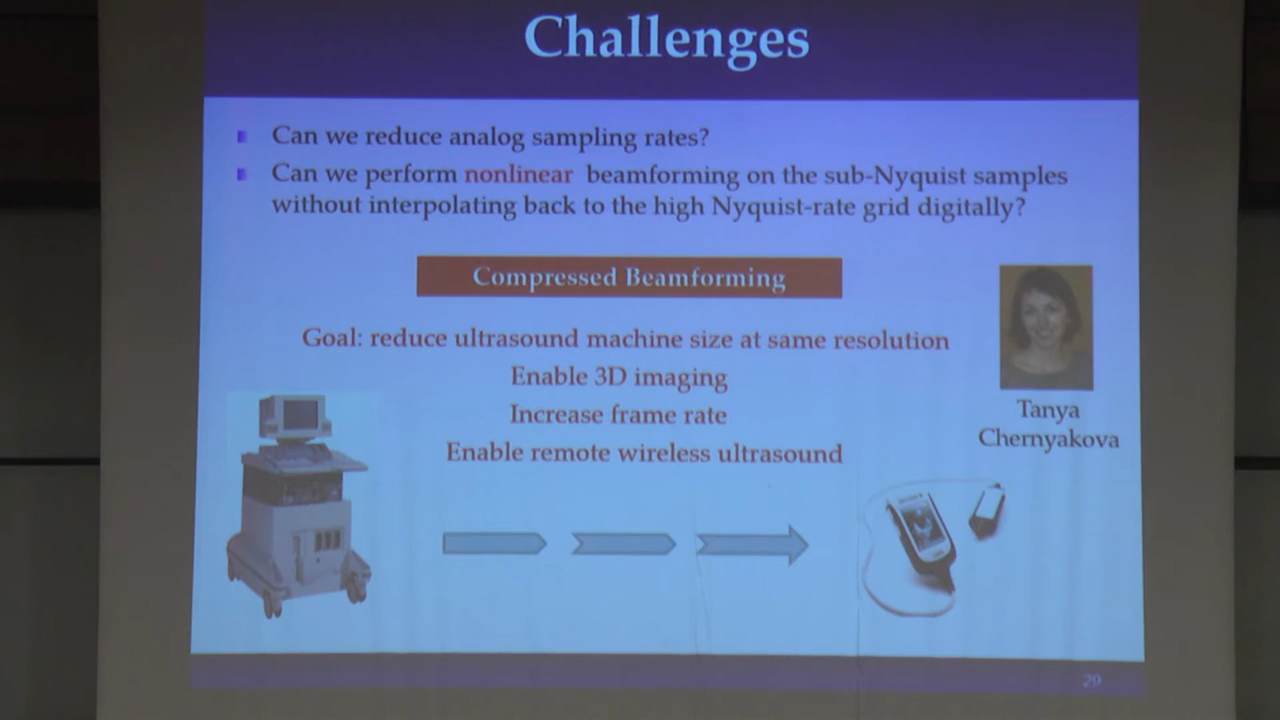 Challenges
Can we reduce analog sampling rates?
Can we perform nonlinear beamforming on the sub-Nyquist samples
without interpolating back to the high Nyquist-rate grid digitally?
Compressed Beamforming
Goal: reduce ultrasound machine size at same resolution
Enable 3D imaging
Increase frame rate
Enable remote wireless ultrasound
Tanya
Chernyakova
29